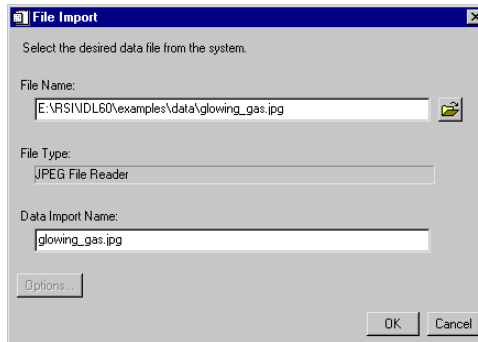 File Import
Select the desired data file from the system.
File Name:
E:\RSI\IDL60\examples\data\glowing_gas.jpg
File Type:
JPEG File Reader
Data Import Name:
glowing_gas.jpg
Options...
OK Cancel